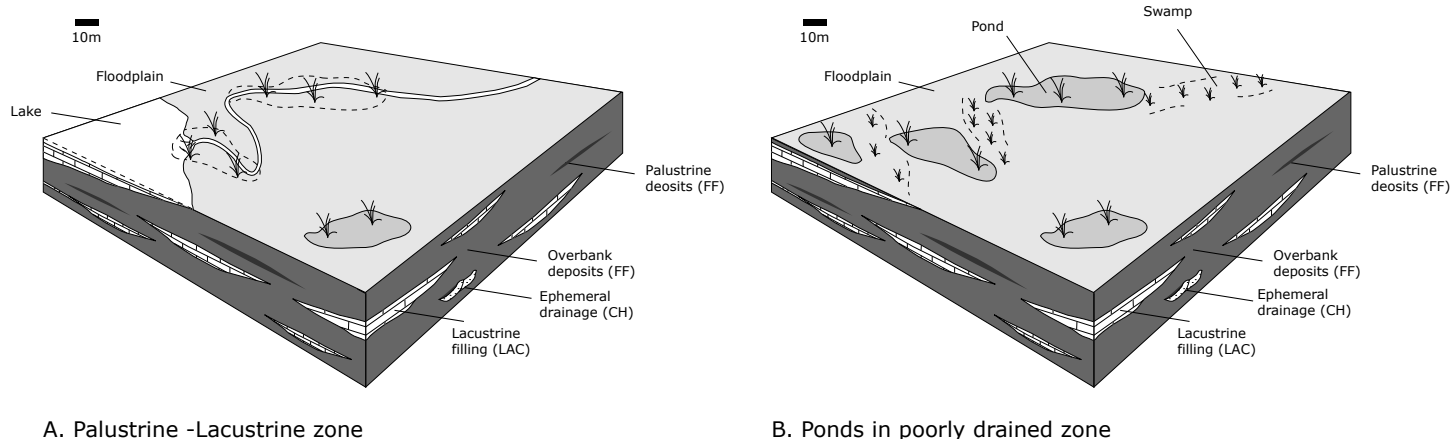 10m
Floodplain
Lake
Palustrine
deosits (FF)
Overbank
deposits (FF)
Ephemeral
drainage (CH)
Lacustrine
filling (LAC)
A. Palustrine -Lacustrine zone
10m
Pond
Swamp
Floodplain
Palustrine
deosits (FF)
Overbank
deposits (FF)
Ephemeral
drainage (CH)
Lacustrine
filling (LAC)
B. Ponds in poorly drained zone